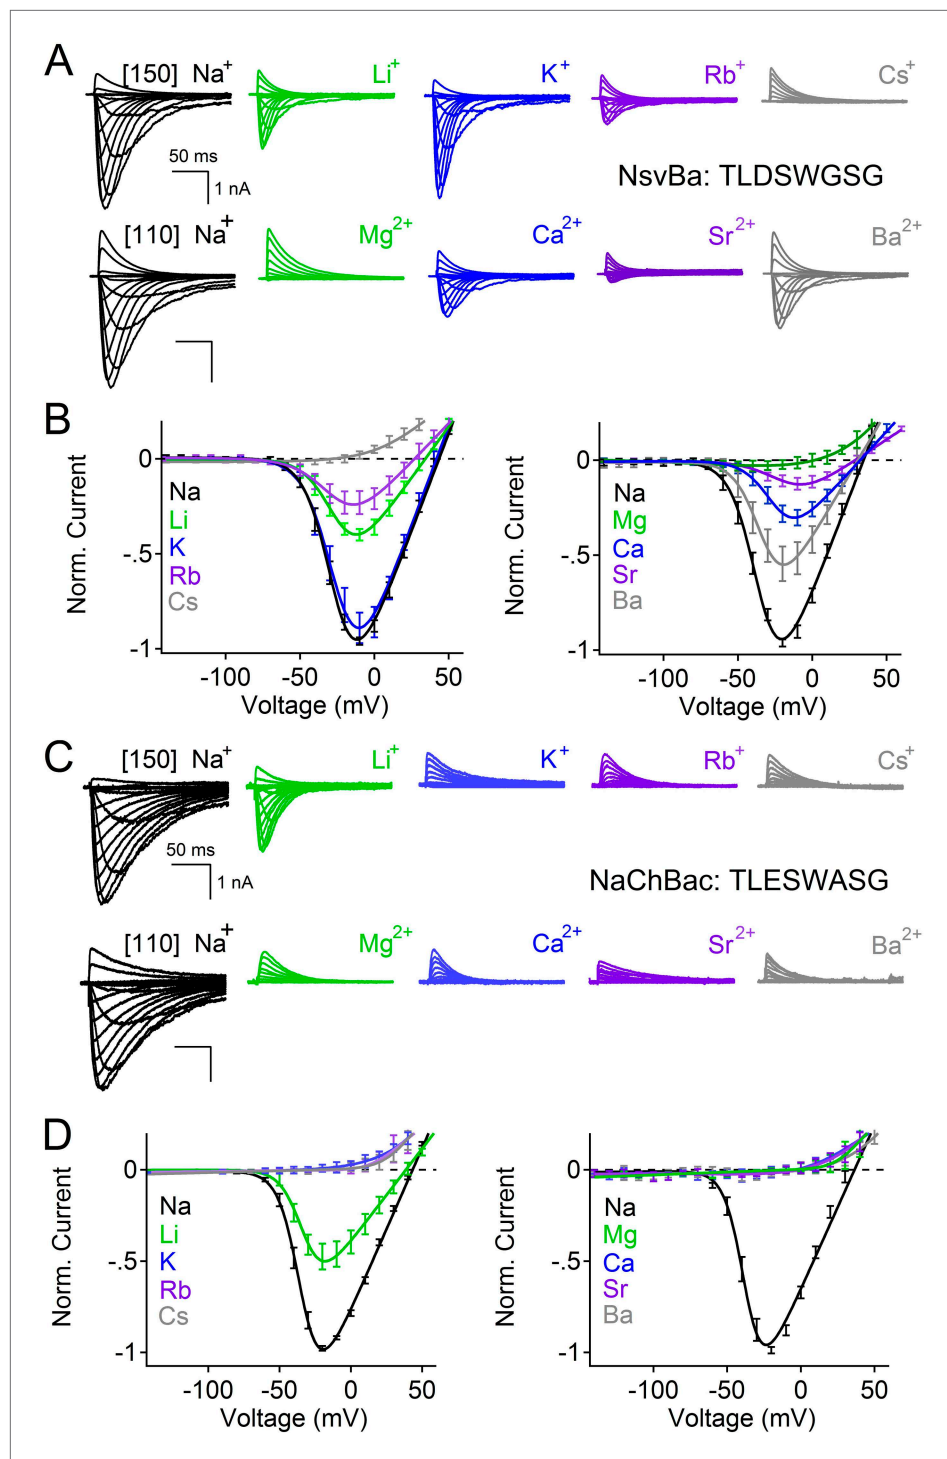 A
[150] Na+
Li+
K+
Rb+
Cs+
50 ms
1 nA
NsvBa: TLDSWGSG
[110] Na+
Mg2+
Ca2+
Sr2+
Ba2+
B
Norm. Current
0
-.5
-1
Na
Li
K
Rb
Cs
-100 -50 0 50
Voltage (mV)
Norm. Current
0
-.5
-1
Na
Mg
Ca
Sr
Ba
-100 -50 0 50
Voltage (mV)
C
[150] Na+
Li+
K+
Rb+
Cs+
50 ms
1 nA
NaChBac: TLESWASG
[110] Na+
Mg2+
Ca2+
Sr2+
Ba2+
D
Norm. Current
0
-.5
-1
Na
Li
K
Rb
Cs
-100 -50 0 50
Voltage (mV)
Norm. Current
0
-.5
-1
Na
Mg
Ca
Sr
Ba
-100 -50 0 50
Voltage (mV)